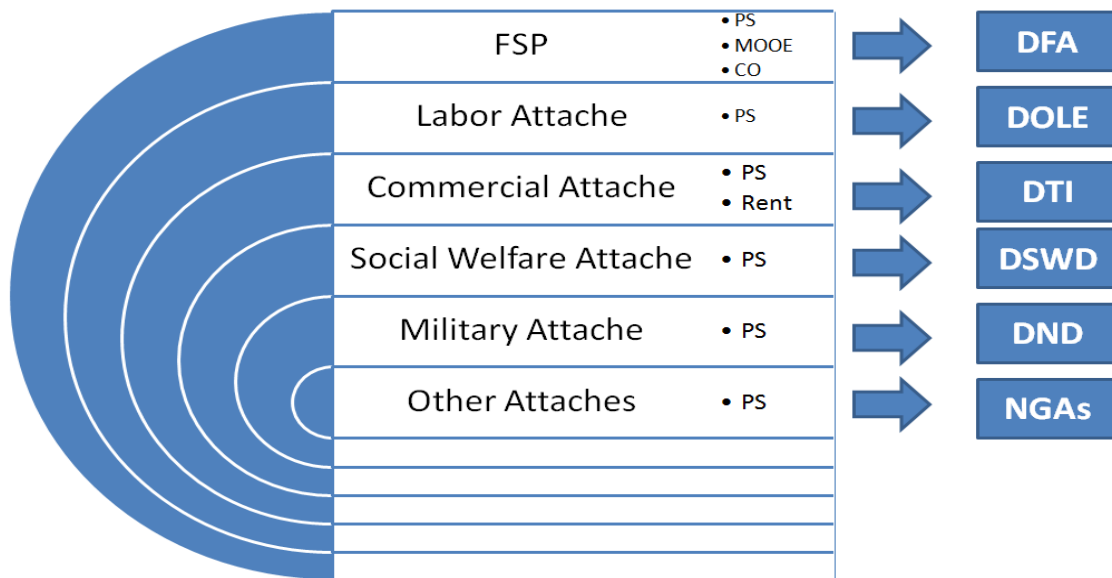 FSP
• PS
• MOOE
• CO
DFA
Labor Attache
• PS
DOLE
Commercial Attache
• PS
• Rent
DTI
Social Welfare Attache
• PS
DSWD
Military Attache
• PS
DND
Other Attaches
• PS
NGAs